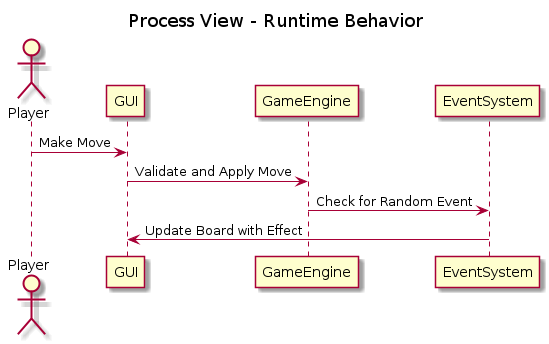 Process View - Runtime Behavior
Player
GUI
GameEngine
EventSystem
Make Move
Validate and Apply Move
Check for Random Event
Update Board with Effect
Player
GUI
GameEngine
EventSystem